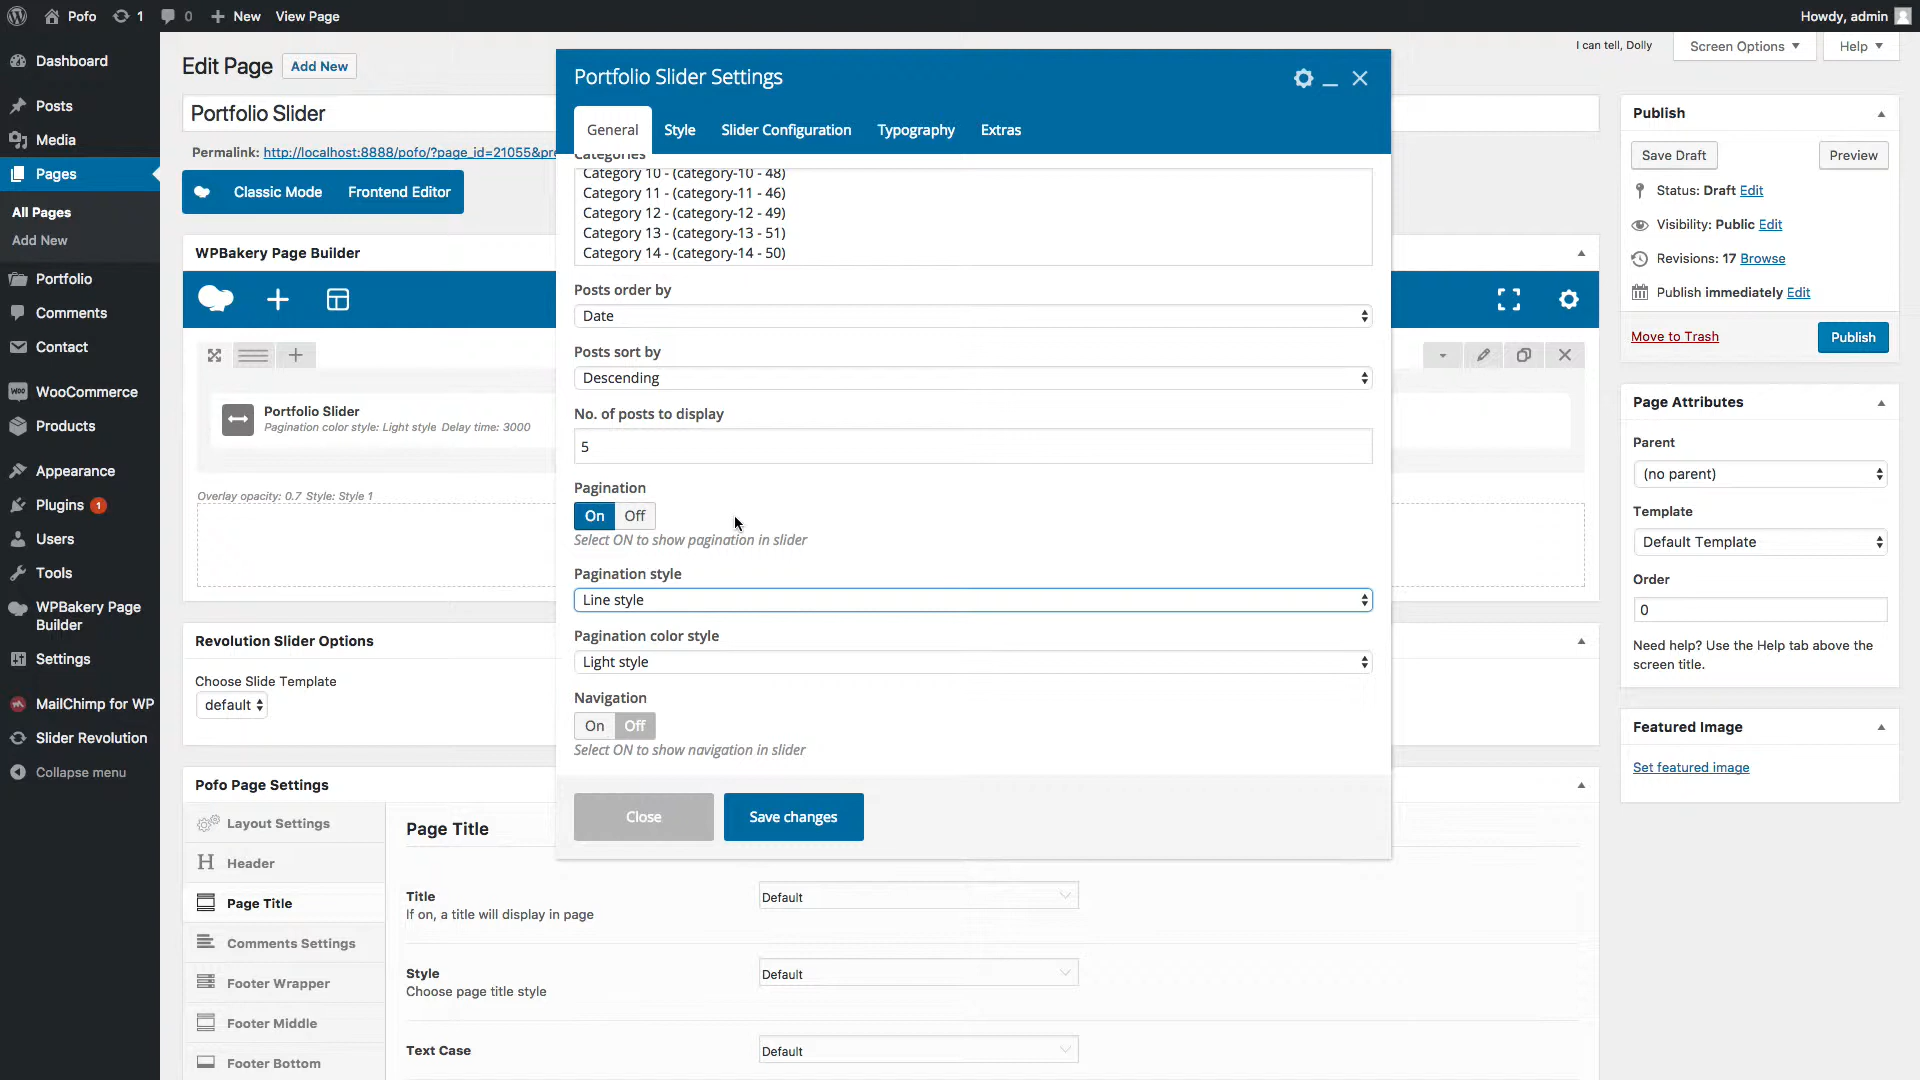 Pofo 1 0 New View Page
Howdy, admin
Dashboard
Posts
Media
Pages
All Pages
Add New
Portfolio
Comments
Contact
WooCommerce
Products
Appearance
Plugins 1
Users
Tools
WPBakery Page
Builder
Settings
MailChimp for WP
Slider Revolution
Collapse menu
Edit Page Add New
I can tell, Dolly
Screen Options Help
Portfolio Slider
Permalink: http://localhost:8888/pofo/?page_id=21055&pre
Classic Mode Frontend Editor
WPBakery Page Builder
Portfolio Slider
Pagination color style: Light style Delay time: 3000
Overlay opacity: 0.7 Style: Style 1
Revolution Slider Options
Choose Slide Template
default
Pofo Page Settings
Layout Settings
Header
Page Title
Comments Settings
Footer Wrapper
Footer Middle
Footer Bottom
Page Title
Title
If on, a title will display in page
Default
Style
Choose page title style
Default
Text Case
Default
Portfolio Slider Settings
General Style Slider Configuration Typography Extras
Categories
Category 10 - (category-10 - 48)
Category 11 - (category-11 - 46)
Category 12 - (category-12 - 49)
Category 13 - (category-13 - 51)
Category 14 - (category-14 - 50)
Posts order by
Date
Posts sort by
Descending
No. of posts to display
5
Pagination
On Off
Select ON to show pagination in slider
Pagination style
Line style
Pagination color style
Light style
Navigation
On Off
Select ON to show navigation in slider
Close Save changes
Publish
Save Draft Preview
Status: Draft Edit
Visibility: Public Edit
Revisions: 17 Browse
Publish immediately Edit
Move to Trash Publish
Page Attributes
Parent
(no parent)
Template
Default Template
Order
0
Need help? Use the Help tab above the
screen title.
Featured Image
Set featured image